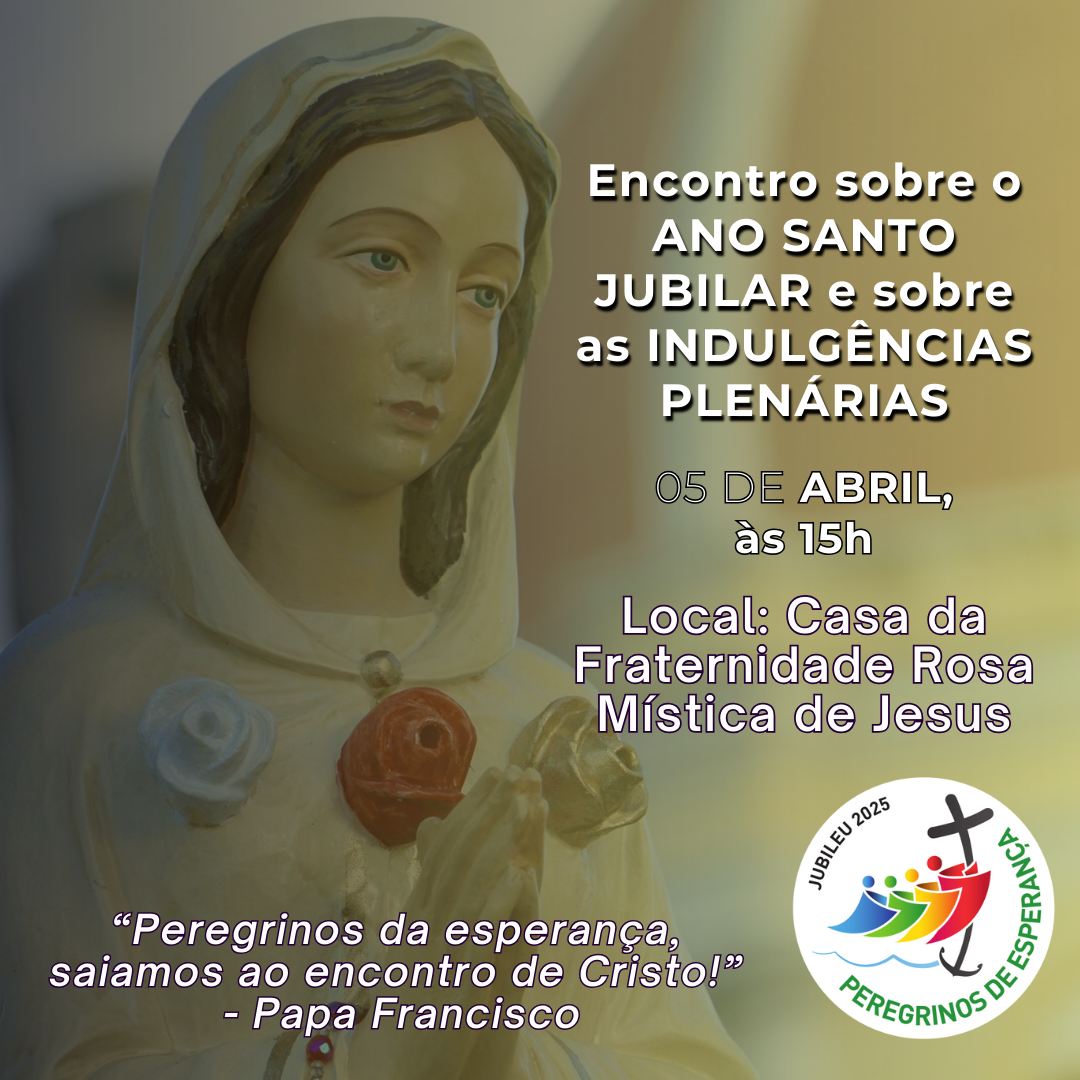 Encontro sobre o
ANO SANTO
JUBILAR e sobre
as INDULGÊNCIAS
PLENÁRIAS
05 DE ABRIL,
às 15h
Local: Casa da
Fraternidade Rosa
Mística de Jesus
JUBILEU 2025
PEREGRINOS DE ESPERANÇA
“Peregrinos da esperança,
saiamos ao encontro de Cristo!”
- Papa Francisco